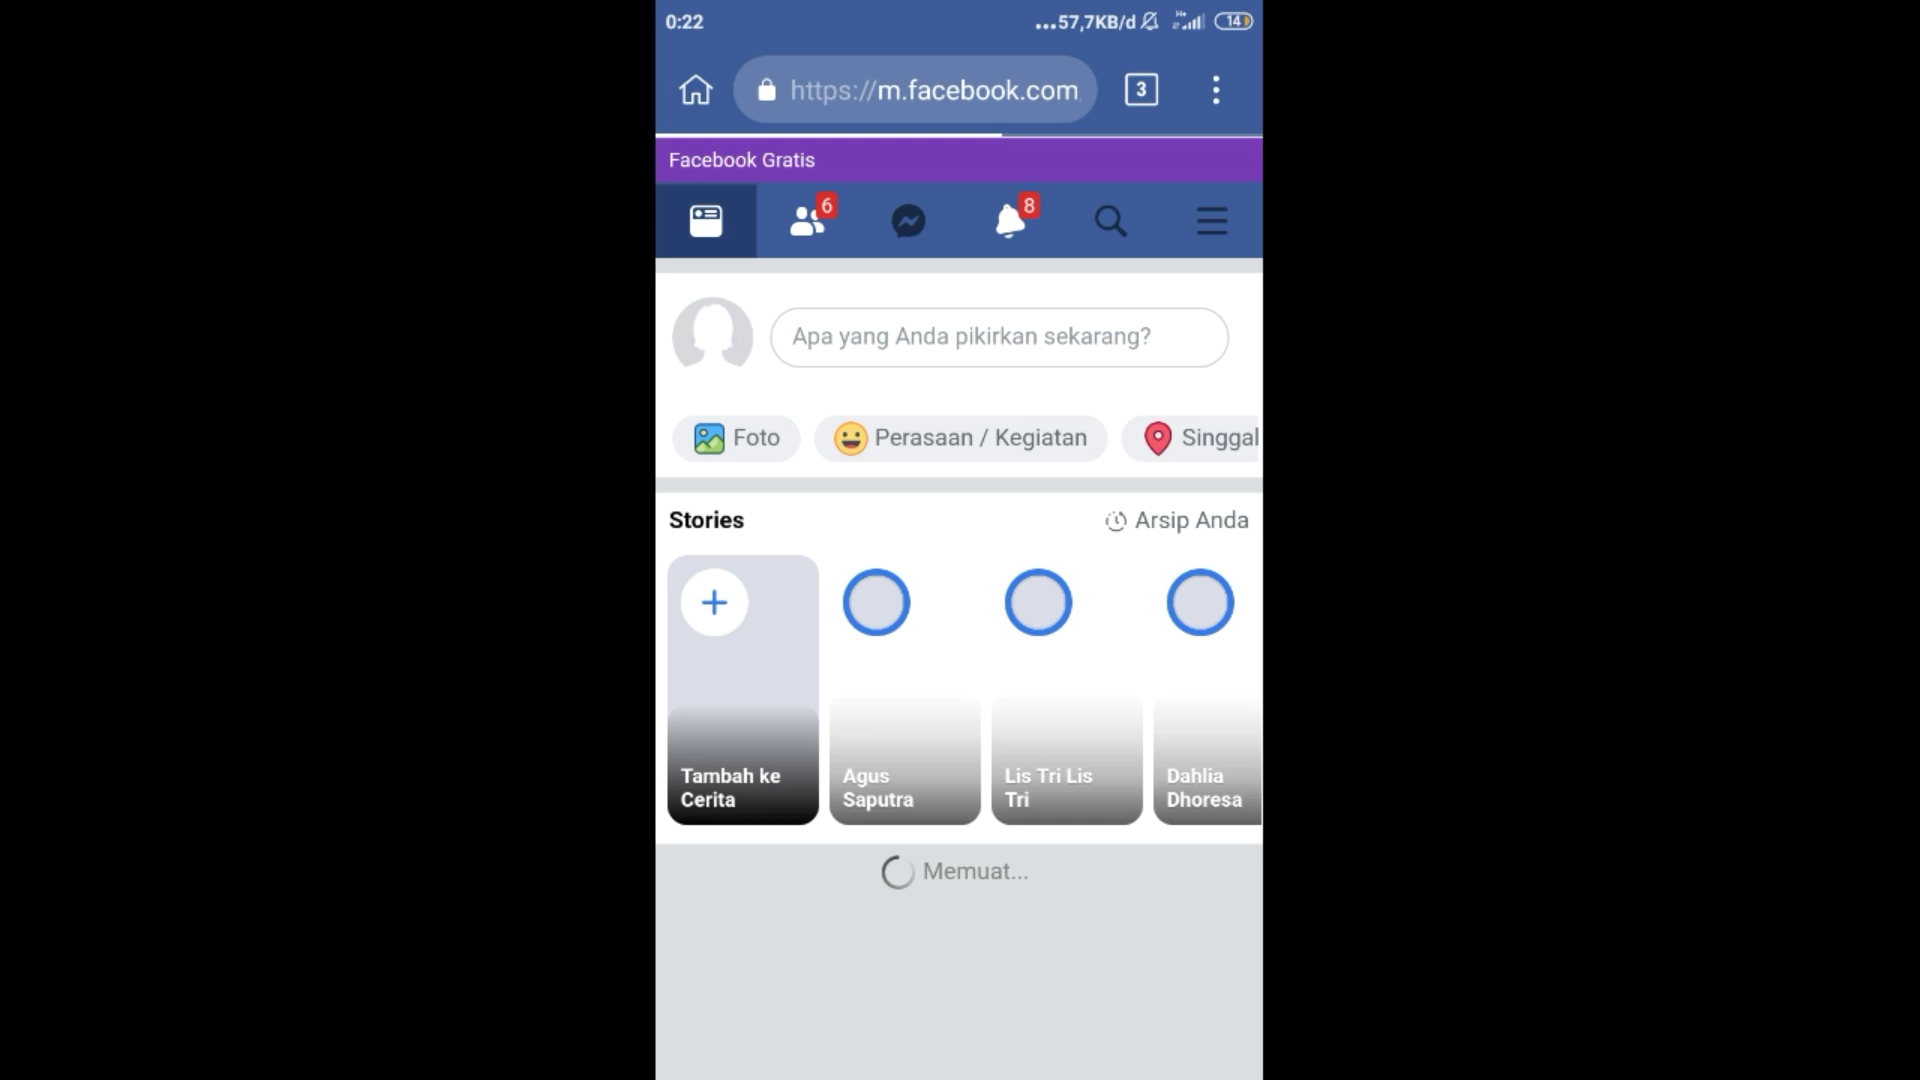 0:22
...57,7KB/d
14
https://m.facebook.com
3
Facebook Gratis
6
8
Apa yang Anda pikirkan sekarang?
Foto
Perasaan / Kegiatan
Singgal
Stories
Arsip Anda
Tambah ke
Cerita
Agus
Saputra
Lis Tri Lis
Tri
Dahlia
Dhoresa
Memuat...